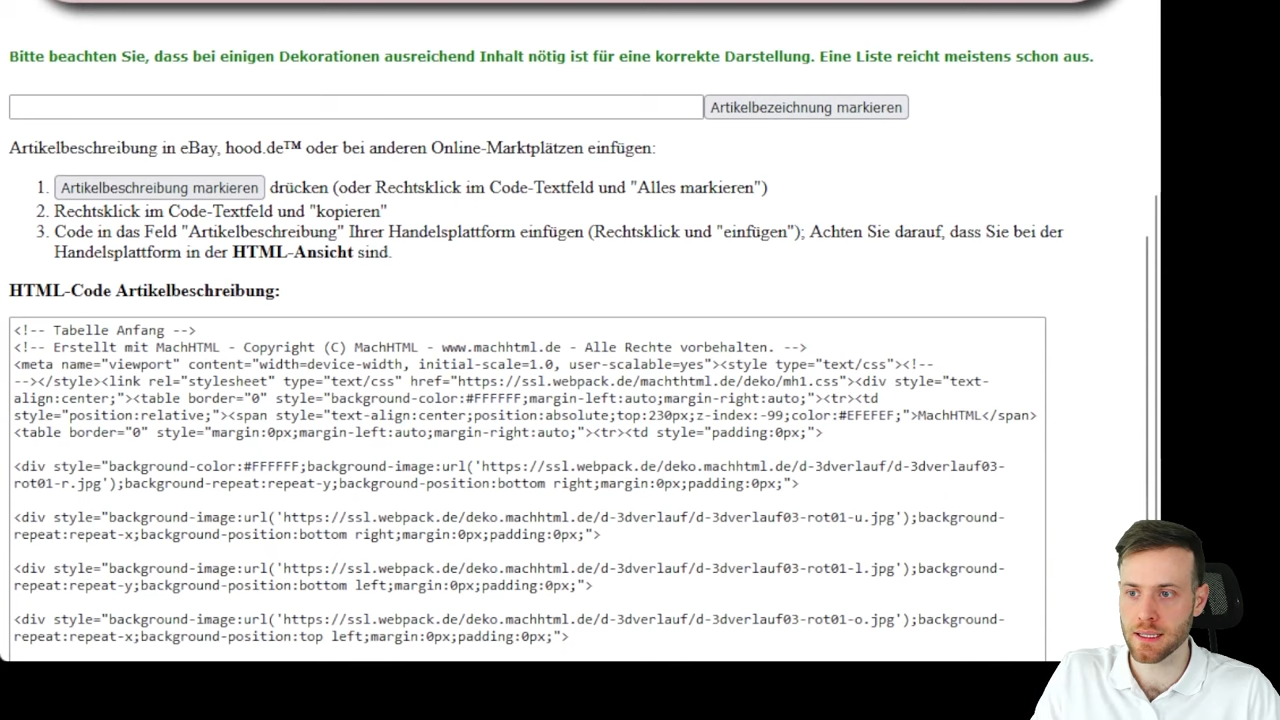 Bitte beachten Sie, dass bei einigen Dekorationen ausreichend Inhalt nötig ist für eine korrekte Darstellung. Eine Liste reicht meistens schon aus.
Artikelbezeichnung markieren
Artikelbeschreibung in eBay, hood.de™ oder bei anderen Online-Marktplätzen einfügen:
1. Artikelbeschreibung markieren drücken (oder Rechtsklick im Code-Textfeld und "Alles markieren")
2. Rechtsklick im Code-Textfeld und "kopieren"
3. Code in das Feld "Artikelbeschreibung" Ihrer Handelsplattform einfügen (Rechtsklick und "einfügen"); Achten Sie darauf, dass Sie bei der
Handelsplattform in der HTML-Ansicht sind.
HTML-Code Artikelbeschreibung:
<!-- Tabelle Anfang -->
<!-- Erstellt mit MachHTML - Copyright (C) MachHTML - www.machhtml.de - Alle Rechte vorbehalten. -->
<meta name="viewport" content="width=device-width, initial-scale=1.0, user-scalable=yes"><style type="text/css"><!--
--></style><link rel="stylesheet" type="text/css" href="https://ssl.webpack.de/machthtml.de/deko/mh1.css"><div style="text-
align:center;"><table border="0" style="background-color:#FFFFFF;margin-left:auto;margin-right:auto;"><tr><td
style="position:relative;"><span style="text-align:center;position:absolute;top:230px;z-index:-99;color:#EFEFEF;">MachHTML</span>
<table border="0" style="margin:0px;margin-left:auto;margin-right:auto;"><tr><td style="padding:0px;">
<div style="background-color:#FFFFFF;background-image:url('https://ssl.webpack.de/deko.machhtml.de/d-3dverlauf/d-3dverlauf03-
rot01-r.jpg');background-repeat:repeat-y;background-position:bottom right;margin:0px;padding:0px;">
<div style="background-image:url('https://ssl.webpack.de/deko.machhtml.de/d-3dverlauf/d-3dverlauf03-rot01-u.jpg');background-
repeat:repeat-x;background-position:bottom right;margin:0px;padding:0px;">
<div style="background-image:url('https://ssl.webpack.de/deko.machhtml.de/d-3dverlauf/d-3dverlauf03-rot01-l.jpg');background-
repeat:repeat-y;background-position:bottom left;margin:0px;padding:0px;">
<div style="background-image:url('https://ssl.webpack.de/deko.machhtml.de/d-3dverlauf/d-3dverlauf03-rot01-o.jpg');background-
repeat:repeat-x;background-position:top left;margin:0px;padding:0px;">